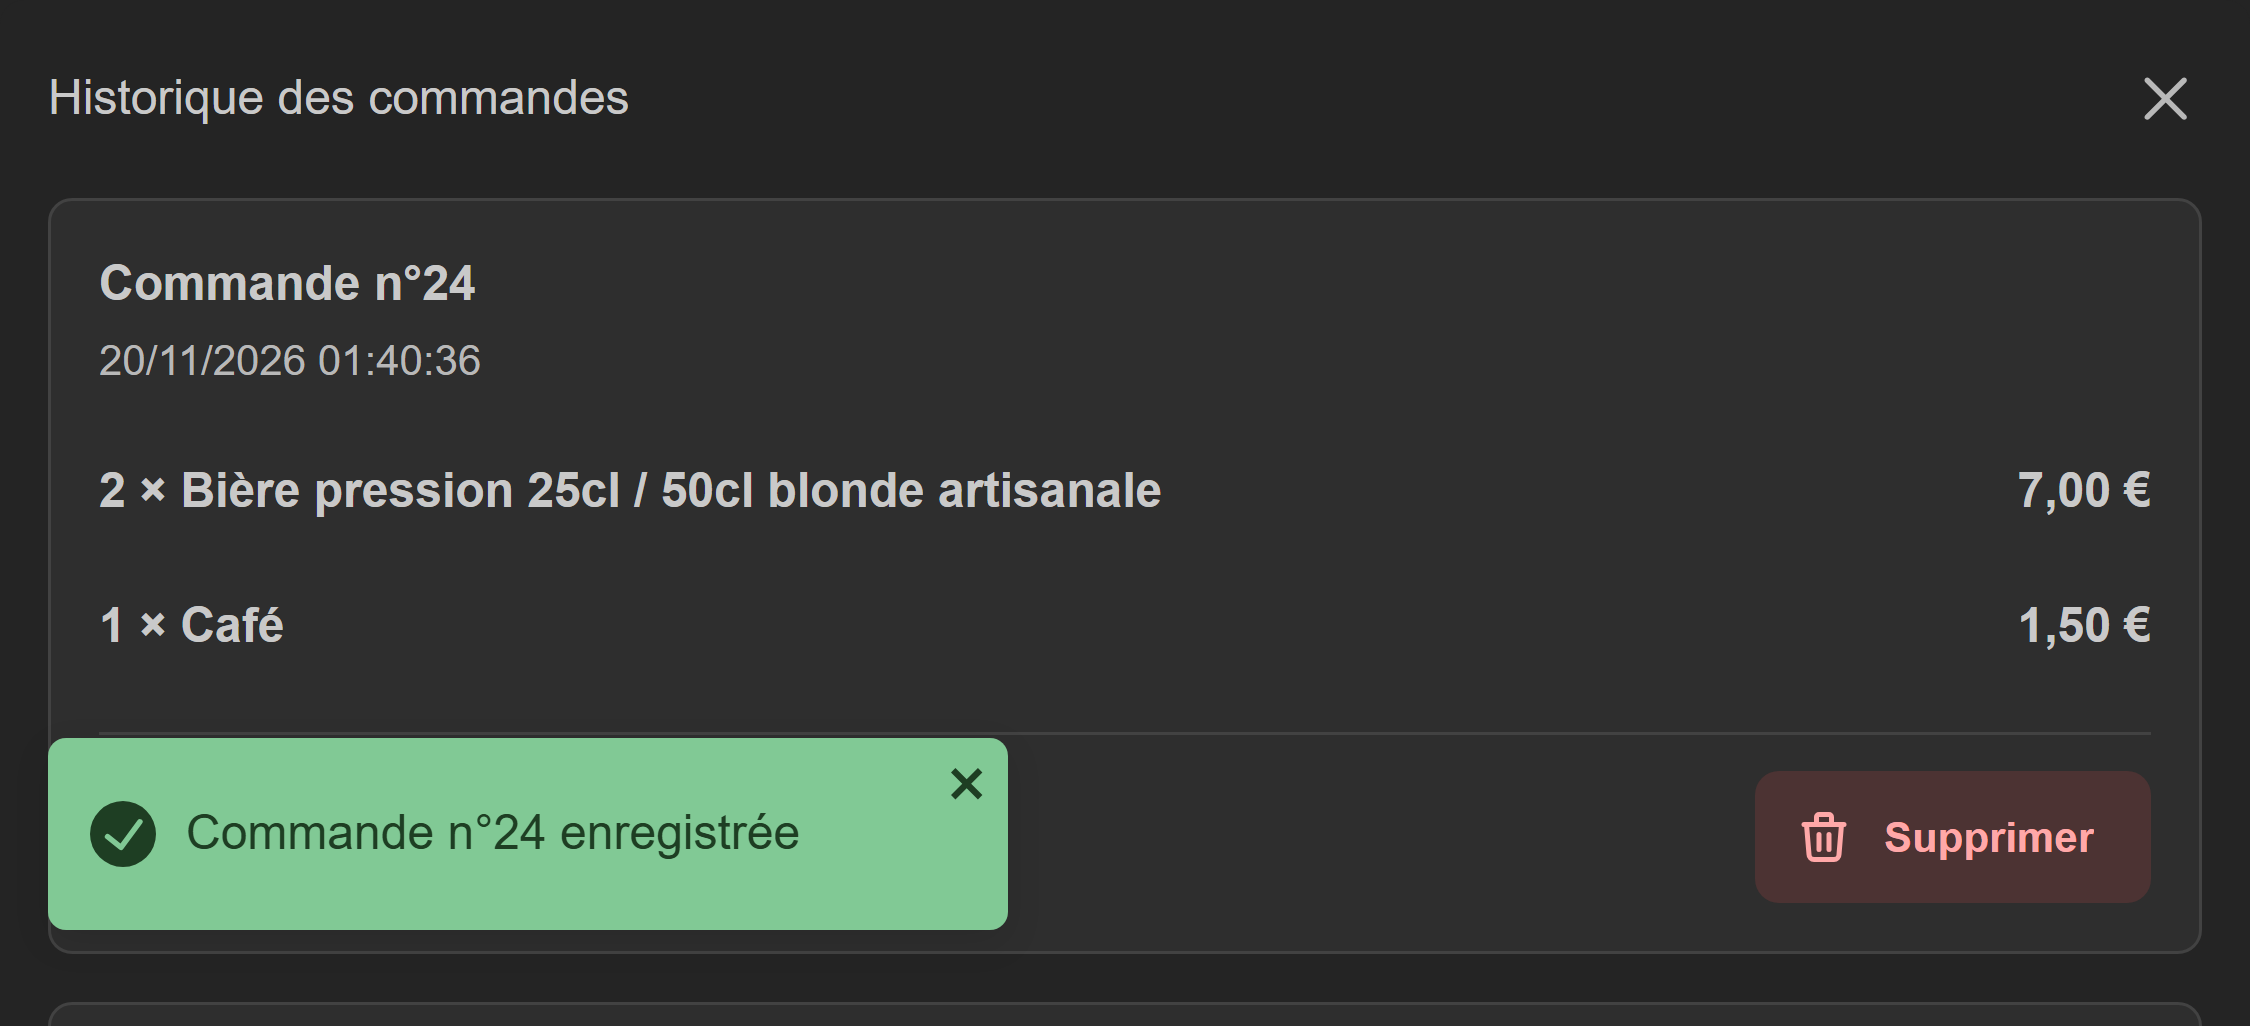 Historique des commandes
Commande n°24
20/11/2026 01:40:36
2 × Bière pression 25cl / 50cl blonde artisanale 7,00 €
1 × Café 1,50 €
Commande n°24 enregistrée
Supprimer